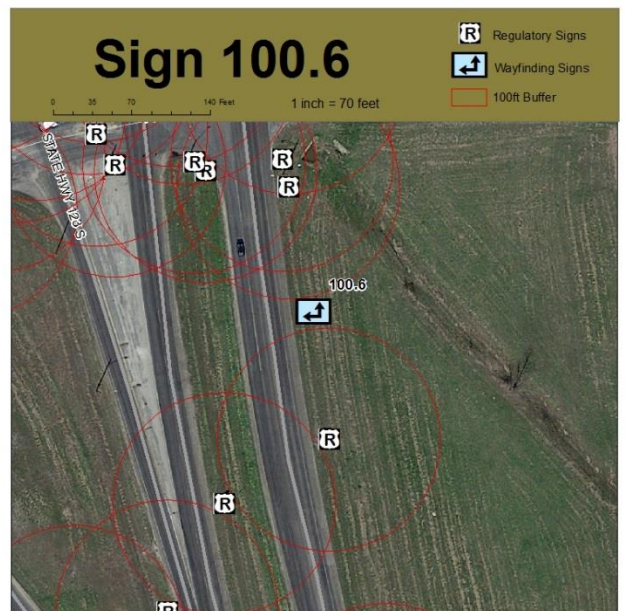 Sign 100.6
R Regulatory Signs
Wayfinding Signs
100ft Buffer
0 35 70 140 Feet
1 inch = 70 feet
R
R
R
R
R
R
STATE HWY 123 S
100.6
R
R
R